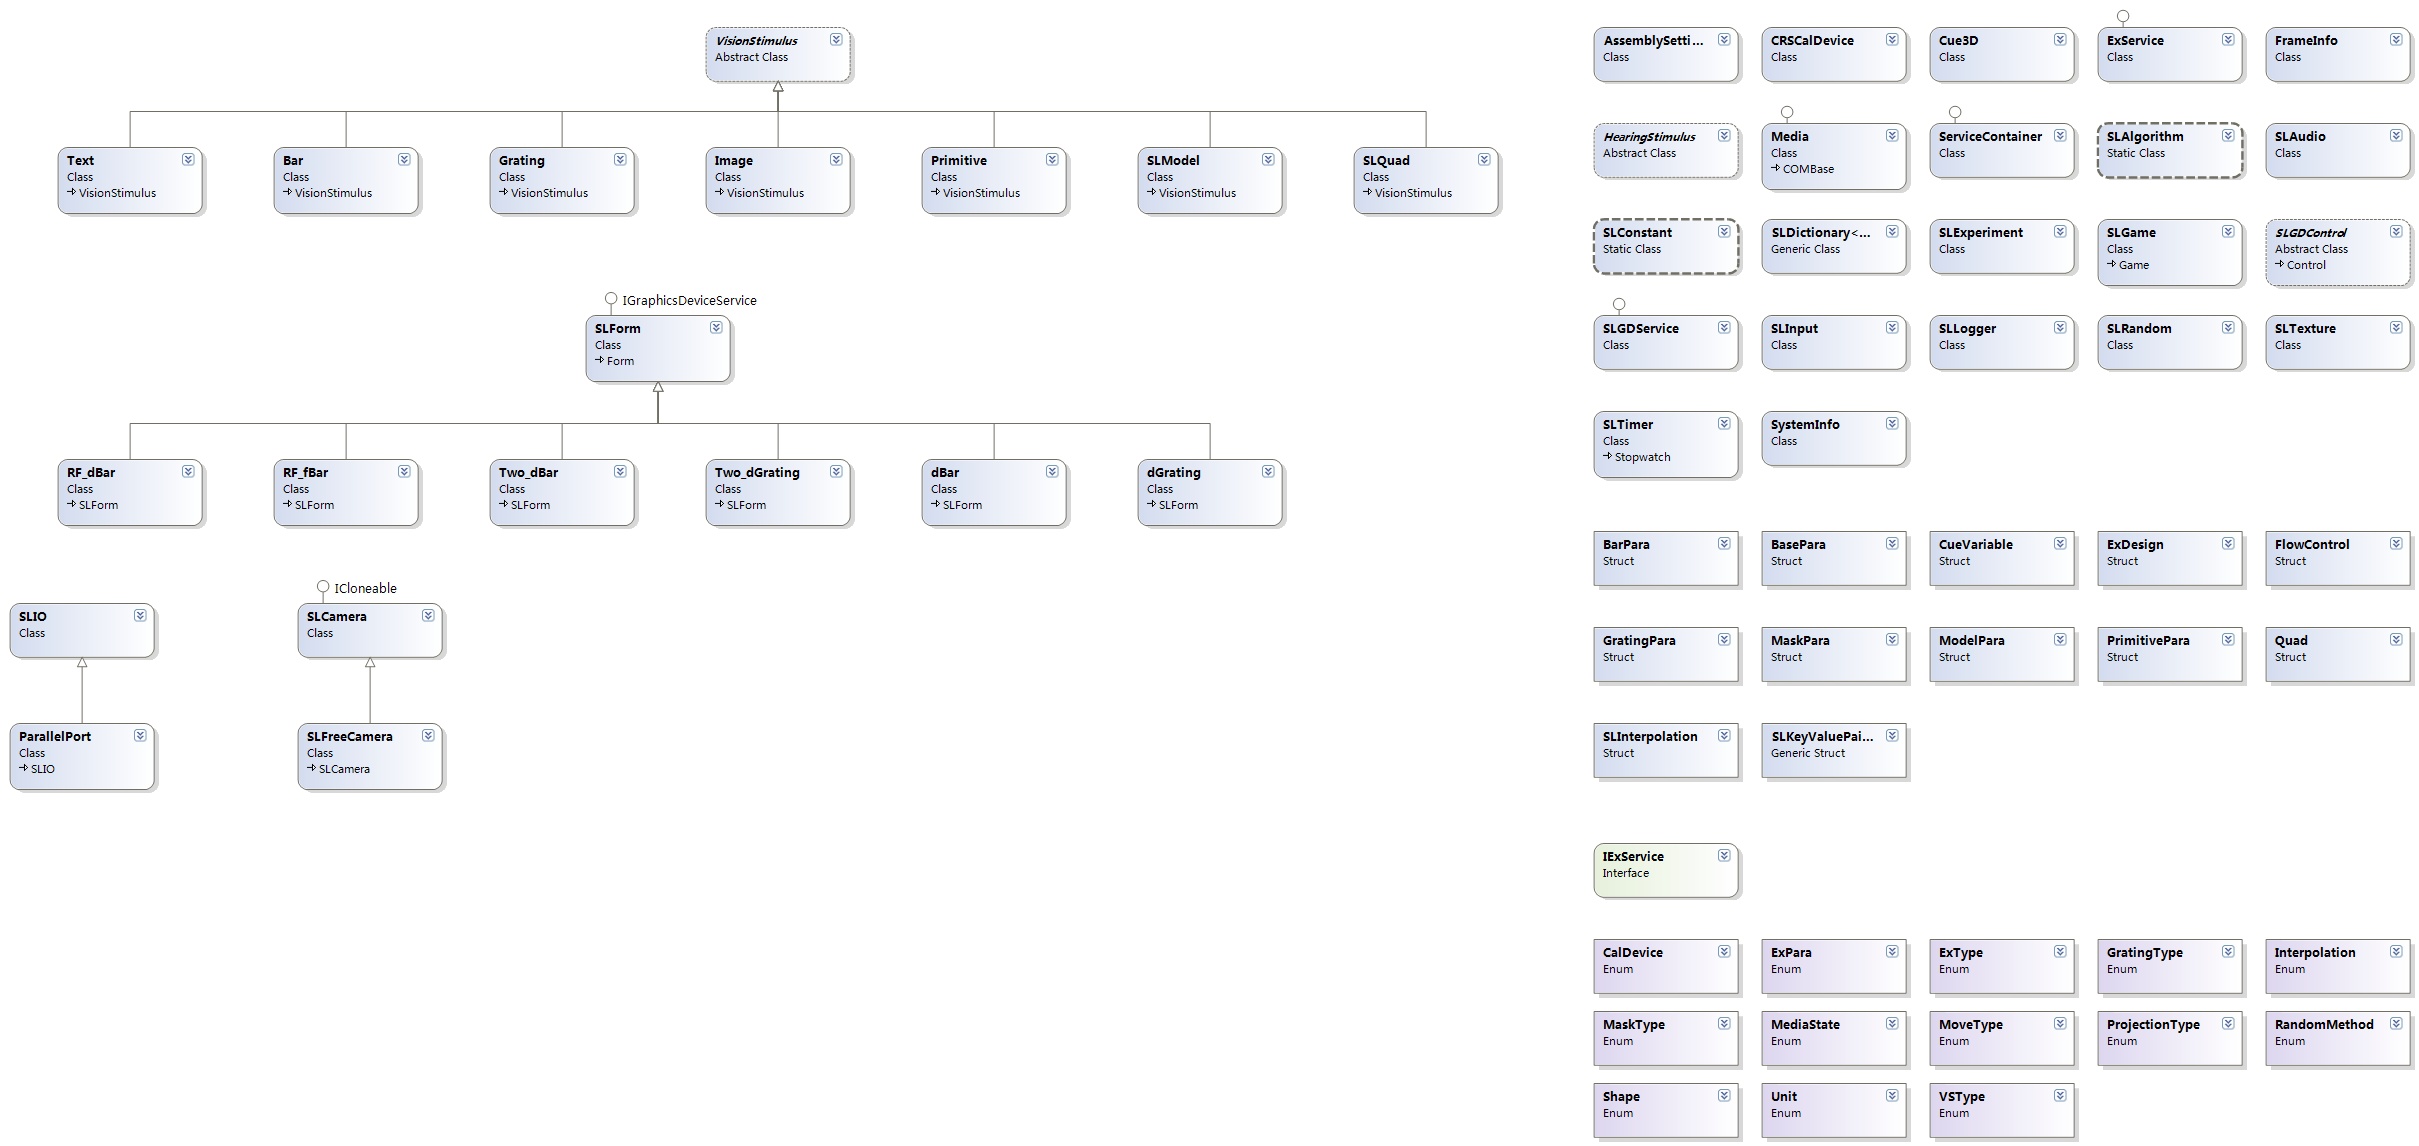 VisionStimulus
Abstract Class
Text
Class
VisionStimulus
Bar
Class
VisionStimulus
Grating
Class
VisionStimulus
Image
Class
VisionStimulus
Primitive
Class
VisionStimulus
SLModel
Class
VisionStimulus
SLQuad
Class
VisionStimulus
IGraphicsDeviceService
SLForm
Class
Form
RF_dBar
Class
SLForm
RF_fBar
Class
SLForm
Two_dBar
Class
SLForm
Two_dGrating
Class
SLForm
dBar
Class
SLForm
dGrating
Class
SLForm
SLIO
Class
ICloneable
SLCamera
Class
ParallelPort
Class
SLIO
SLFreeCamera
Class
SLCamera
AssemblySetti...
Class
CRSCalDevice
Class
Cue3D
Class
ExService
Class
FrameInfo
Class
HearingStimulus
Abstract Class
Media
Class
COMBase
ServiceContainer
Class
SLAlgorithm
Static Class
SLAudio
Class
SLConstant
Static Class
SLDictionary<...
Generic Class
SLExperiment
Class
SLGame
Class
Game
SLGDControl
Abstract Class
Control
SLGDService
Class
SLInput
Class
SLLogger
Class
SLRandom
Class
SLTexture
Class
SLTimer
Class
Stopwatch
SystemInfo
Class
BarPara
Struct
BasePara
Struct
CueVariable
Struct
ExDesign
Struct
FlowControl
Struct
GratingPara
Struct
MaskPara
Struct
ModelPara
Struct
PrimitivePara
Struct
Quad
Struct
SLInterpolation
Struct
SLKeyValuePai...
Generic Struct
IExService
Interface
CalDevice
Enum
ExPara
Enum
ExType
Enum
GratingType
Enum
Interpolation
Enum
MaskType
Enum
MediaState
Enum
MoveType
Enum
ProjectionType
Enum
RandomMethod
Enum
Shape
Enum
Unit
Enum
VSType
Enum